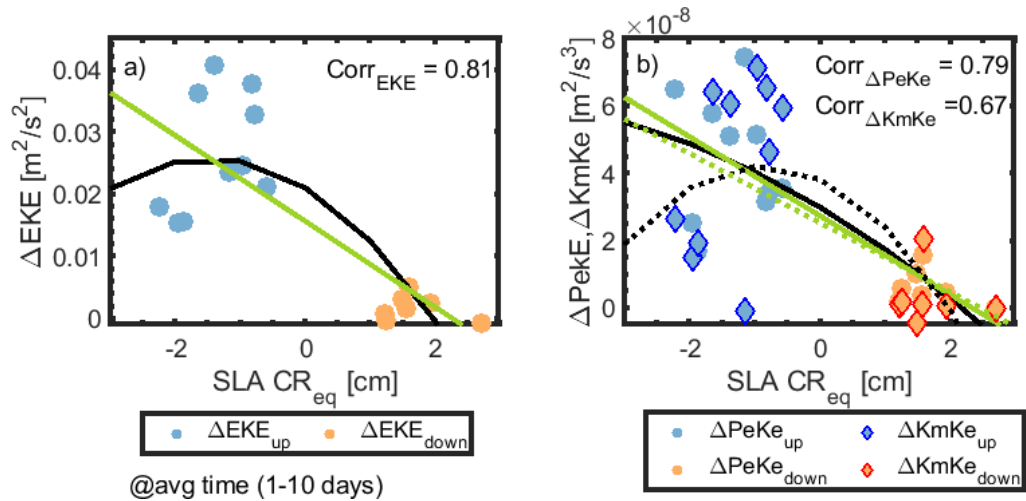 a)
Corr_EKE = 0.81
ΔEKE [m²/s²]
0.04
0.03
0.02
0.01
0
-2
0
2
SLA CR_eq [cm]
ΔEKE_up
ΔEKE_down
@avg time (1-10 days)
×10⁻⁸
b)
Corr_ΔPeKe = 0.79
Corr_ΔKmKe =0.67
ΔPekE,ΔKmKe [m²/s³]
8
6
4
2
0
-2
0
2
SLA CR_eq [cm]
ΔPeKe_up
ΔKmKe_up
ΔPeKe_down
ΔKmKe_down